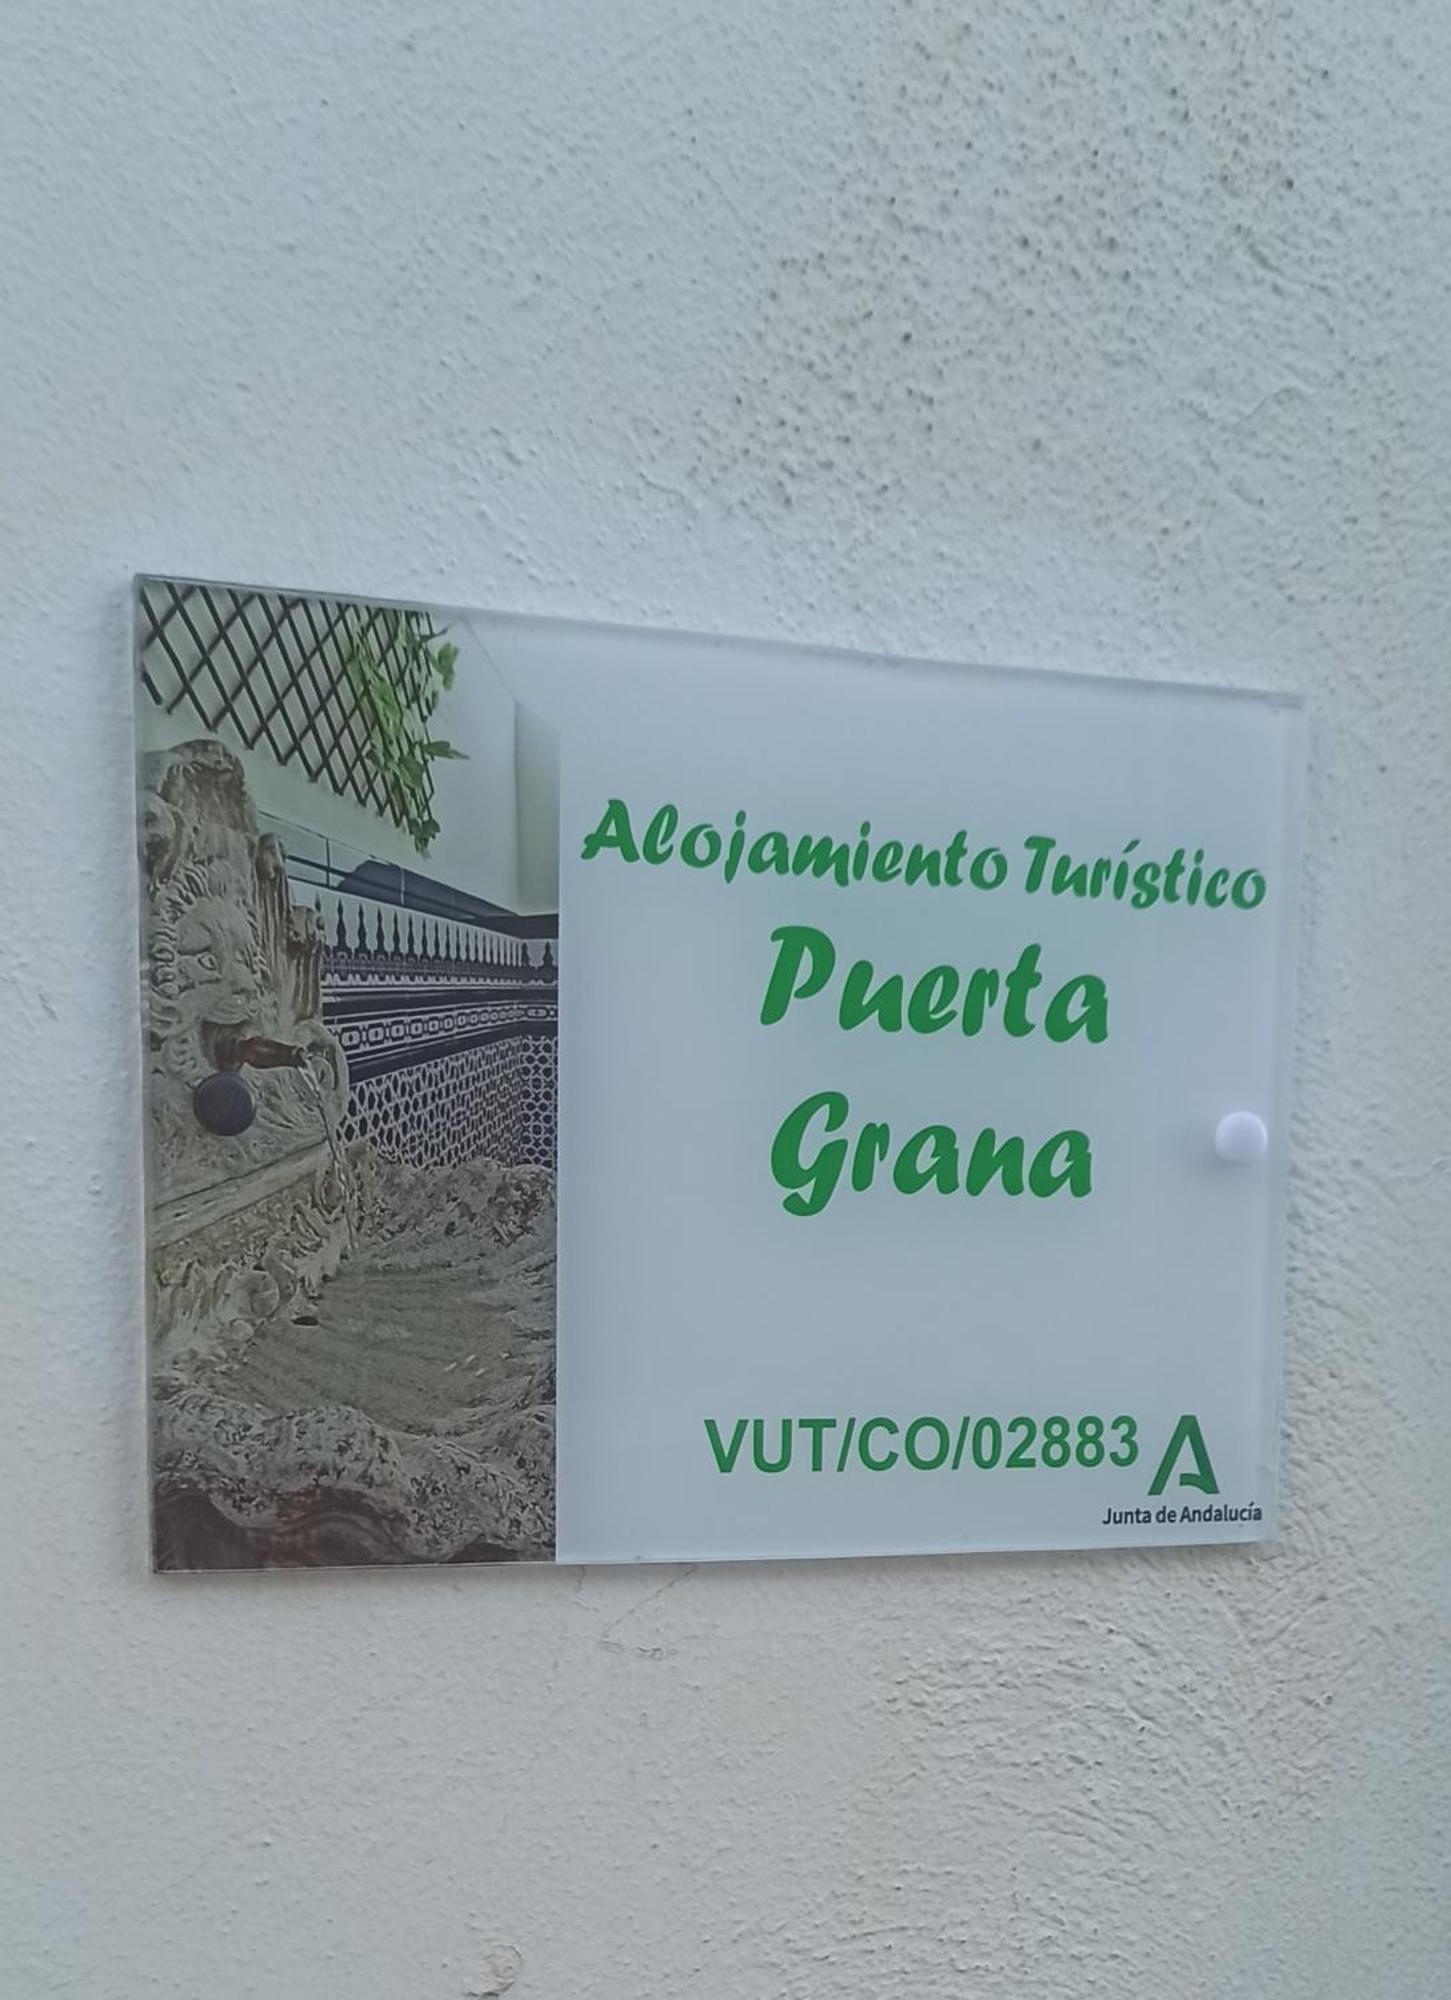 Alojamiento Turístico
Puerta
Grana
VUT/CO/02883
Junta de Andalucía